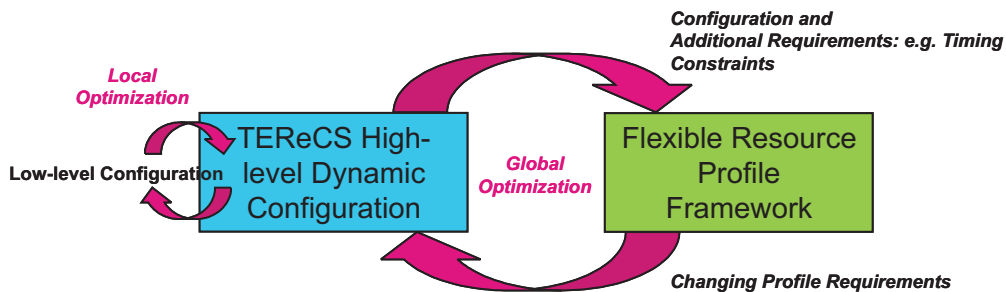 Configuration and
Additional Requirements: e.g. Timing
Constraints
Local
Optimization
TEReCS High-
level Dynamic
Configuration
Low-level Configuration
Global
Optimization
Flexible Resource
Profile
Framework
Changing Profile Requirements